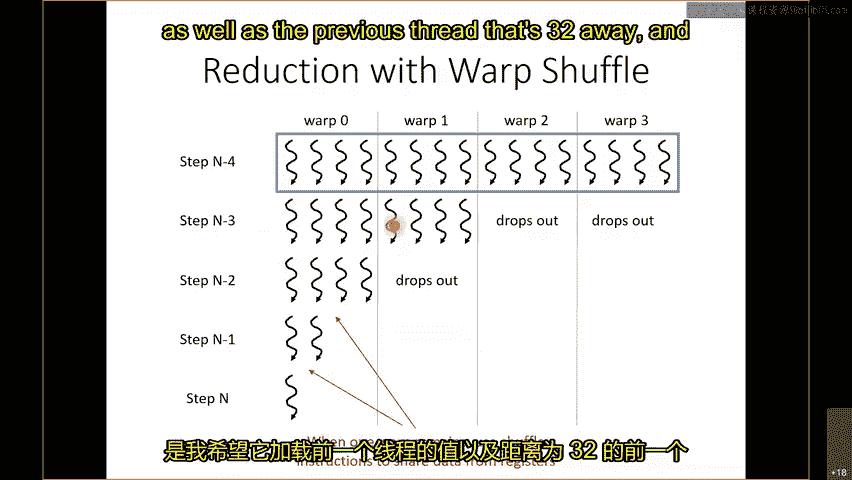 as well as the previous thread that's 32 away, and
Reduction with Warp Shuffle
warp 0 warp 1 warp 2 warp 3
Step N-4
Step N-3 drops out drops out
Step N-2 drops out
Step N-1
Step N
是我希望它加载前一个线程的值以及距离为 32 的前一个
instructions to share data from registers
+18